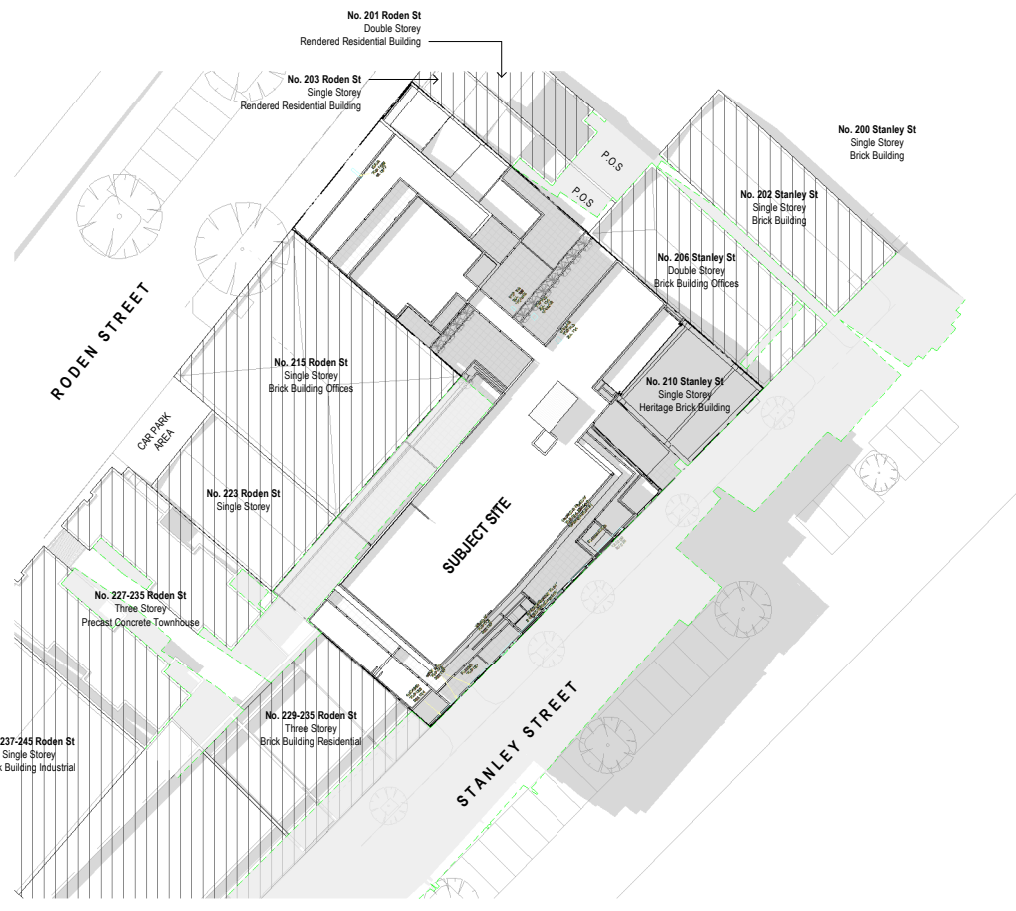 No. 201 Roden St
Double Storey
Rendered Residential Building
No. 203 Roden St
Single Storey
Rendered Residential Building
No. 200 Stanley St
Single Storey
Brick Building
P.O.S
P.O.S
No. 202 Stanley St
Single Storey
Brick Building
No. 206 Stanley St
Double Storey
Brick Building Offices
RODEN STREET
No. 215 Roden St
Single Storey
Brick Building Offices
No. 210 Stanley St
Single Storey
Heritage Brick Building
CAR PARK
AREA
No. 223 Roden St
Single Storey
SUBJECT SITE
No. 227-235 Roden St
Three Storey
Precast Concrete Townhouse
No. 229-235 Roden St
Three Storey
Brick Building Residential
237-245 Roden St
Single Storey
k Building Industrial
STANLEY STREET